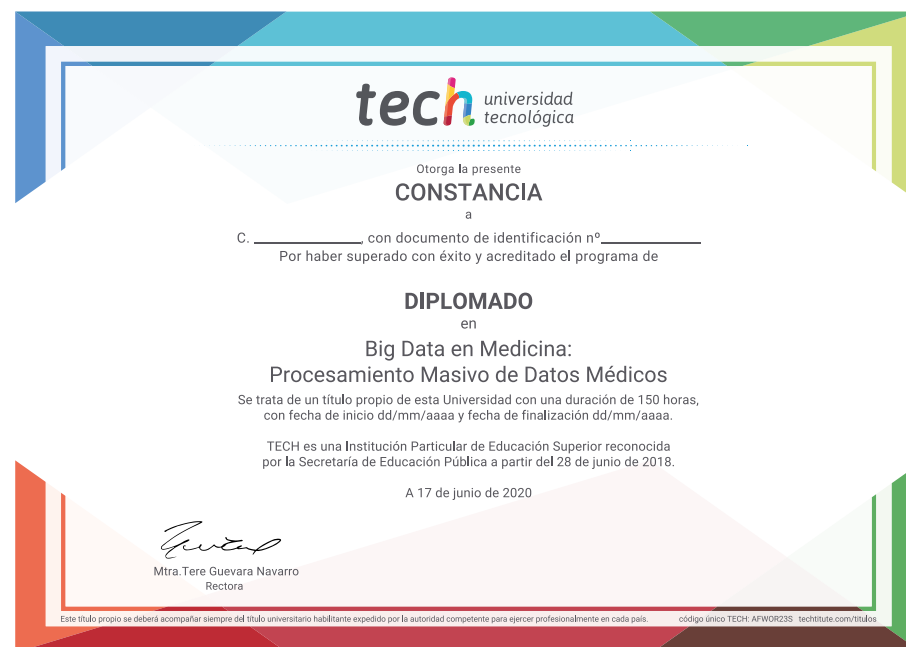 tech universidad
tecnológica
Otorga la presente
CONSTANCIA
a
C. ____________, con documento de identificación nº____________
Por haber superado con éxito y acreditado el programa de
DIPLOMADO
en
Big Data en Medicina:
Procesamiento Masivo de Datos Médicos
Se trata de un título propio de esta Universidad con una duración de 150 horas,
con fecha de inicio dd/mm/aaaa y fecha de finalización dd/mm/aaaa.
TECH es una Institución Particular de Educación Superior reconocida
por la Secretaría de Educación Pública a partir del 28 de junio de 2018.
A 17 de junio de 2020
Mtra.Tere Guevara Navarro
Rectora
Este título propio se deberá acompañar siempre del título universitario habilitante expedido por la autoridad competente para ejercer profesionalmente en cada país. código único TECH: AFWOR23S techtitute.com/titulos